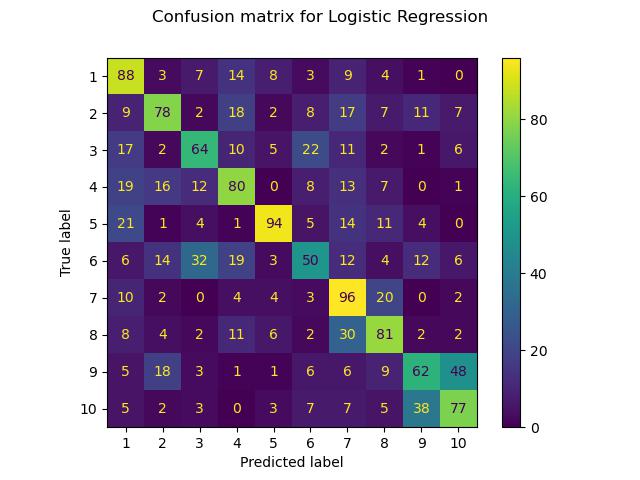 Confusion matrix for Logistic Regression
1 88 3 7 14 8 3 9 4 1 0
2 9 78 2 18 2 8 17 7 11 7
3 17 2 64 10 5 22 11 2 1 6
4 19 16 12 80 0 8 13 7 0 1
5 21 1 4 1 94 5 14 11 4 0
6 6 14 32 19 3 50 12 4 12 6
7 10 2 0 4 4 3 96 20 0 2
8 8 4 2 11 6 2 30 81 2 2
9 5 18 3 1 1 6 6 9 62 48
10 5 2 3 0 3 7 7 5 38 77
1 2 3 4 5 6 7 8 9 10
Predicted label
True label
80
60
40
20
0